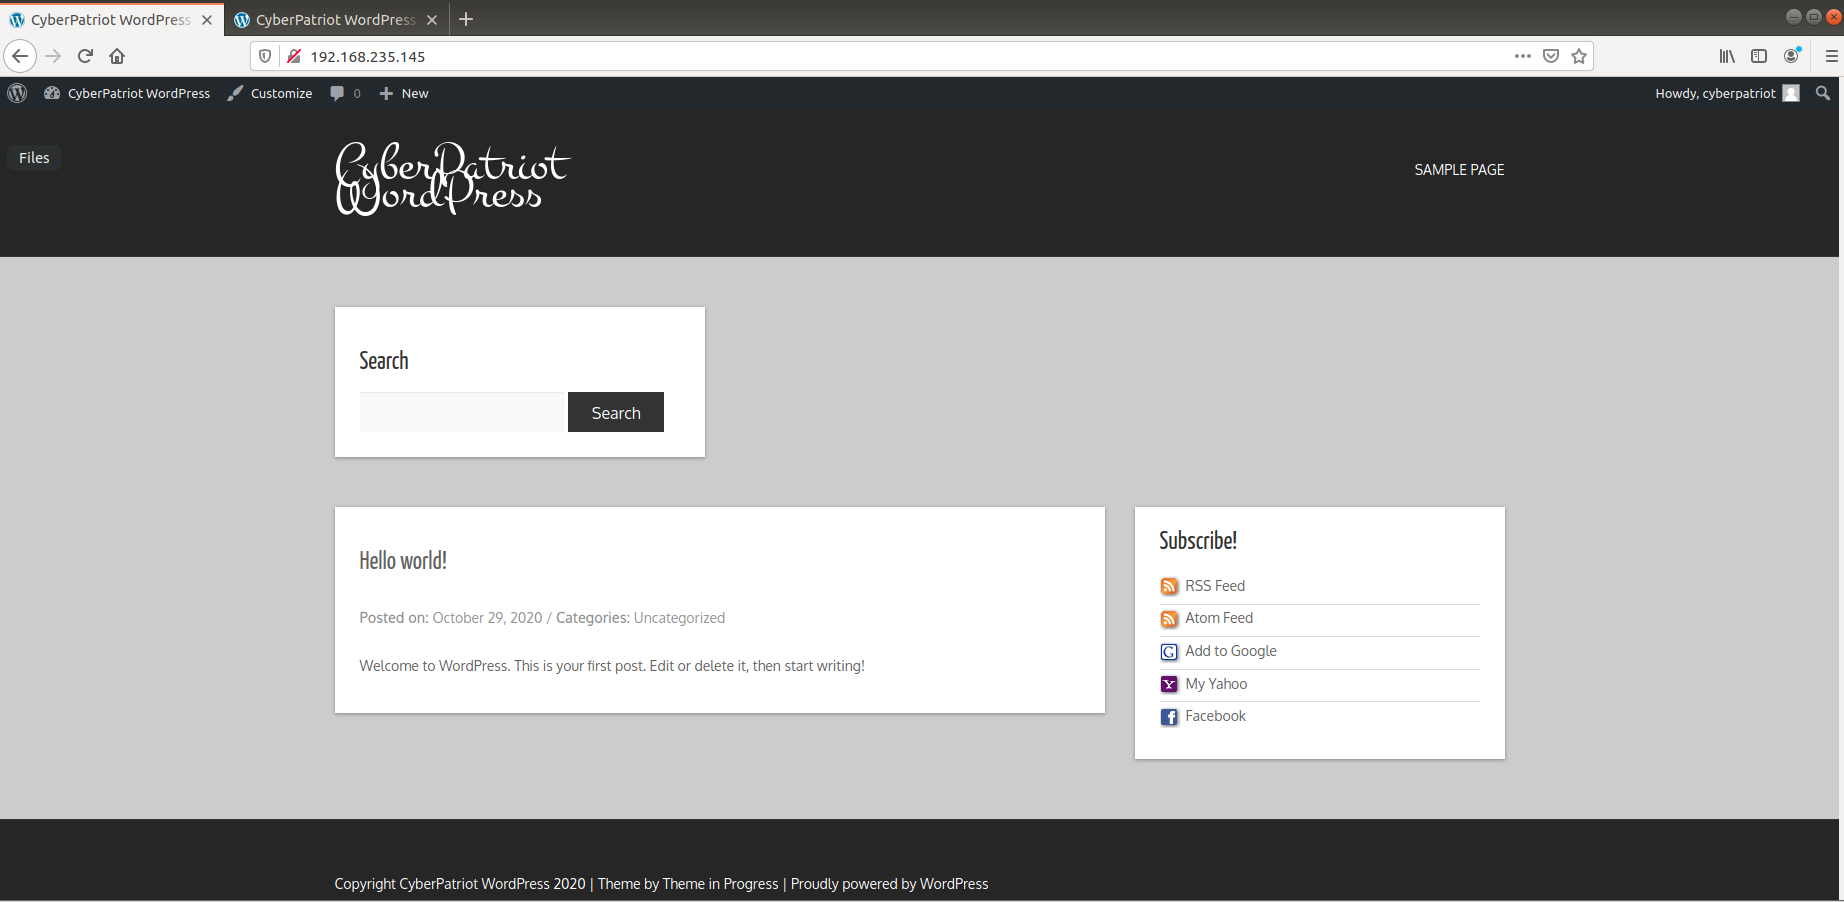 CyberPatriot WordPress
CyberPatriot WordPress
192.168.235.145
CyberPatriot WordPress Customize 0 New Howdy, cyberpatriot
Files
CyberPatriot
WordPress
SAMPLE PAGE
Search
Search
Hello world!
Posted on: October 29, 2020 / Categories: Uncategorized
Welcome to WordPress. This is your first post. Edit or delete it, then start writing!
Subscribe!
RSS Feed
Atom Feed
Add to Google
My Yahoo
Facebook
Copyright CyberPatriot WordPress 2020 | Theme by Theme in Progress | Proudly powered by WordPress